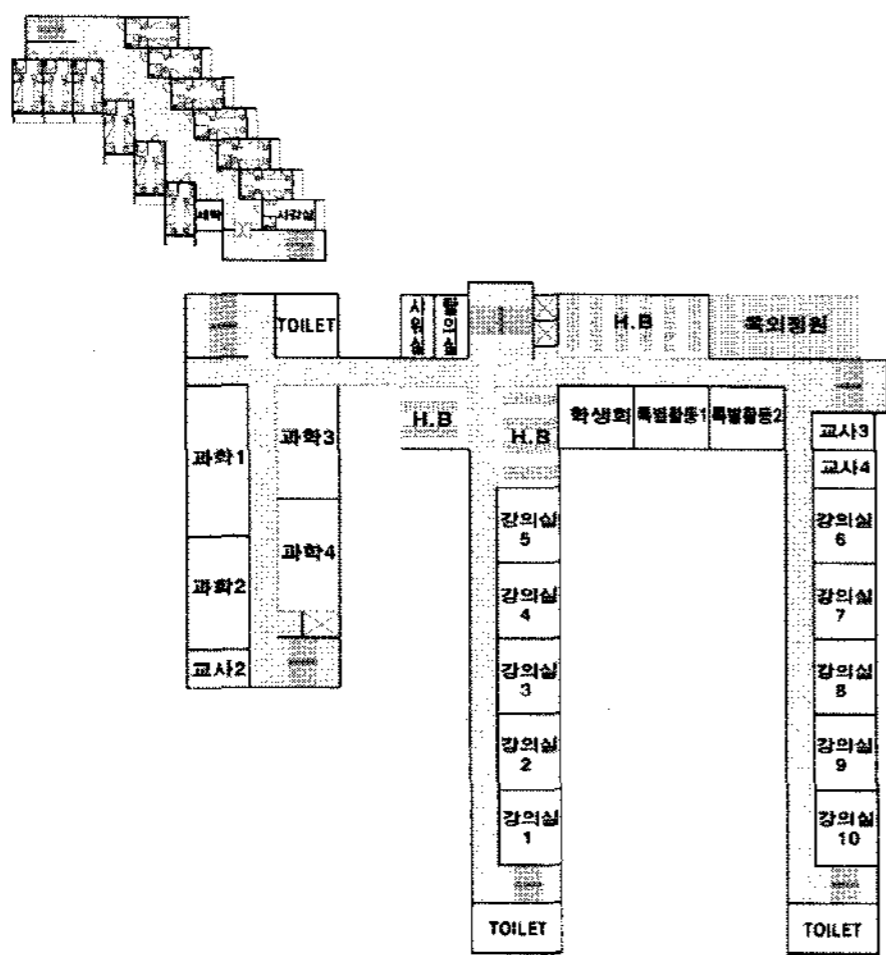 세탁
사감실
TOILET
샤워실
탈의실
H.B
옥외정원
H.B
H.B
학생회
특별활동1
특별활동2
과학1
과학3
교사3
교사4
강의실
5
강의실
6
과학4
과학2
강의실
4
강의실
7
교사2
강의실
3
강의실
8
강의실
2
강의실
9
강의실
1
강의실
10
TOILET
TOILET